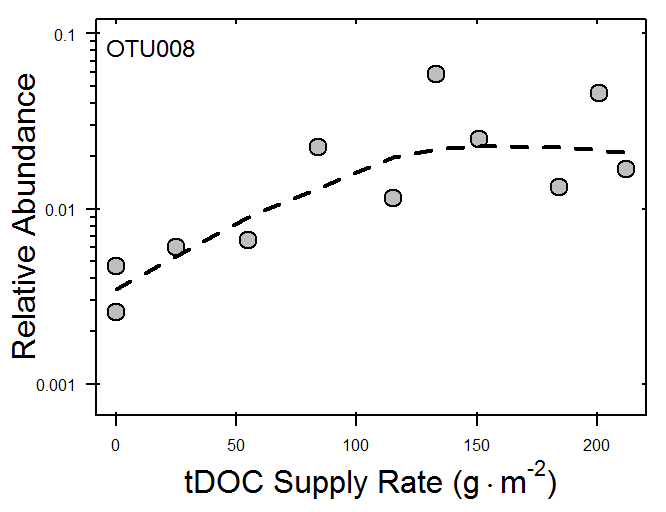 0.1
OTU008
0.01
0.001
Relative Abundance
0 50 100 150 200
tDOC Supply Rate (g · m⁻²)